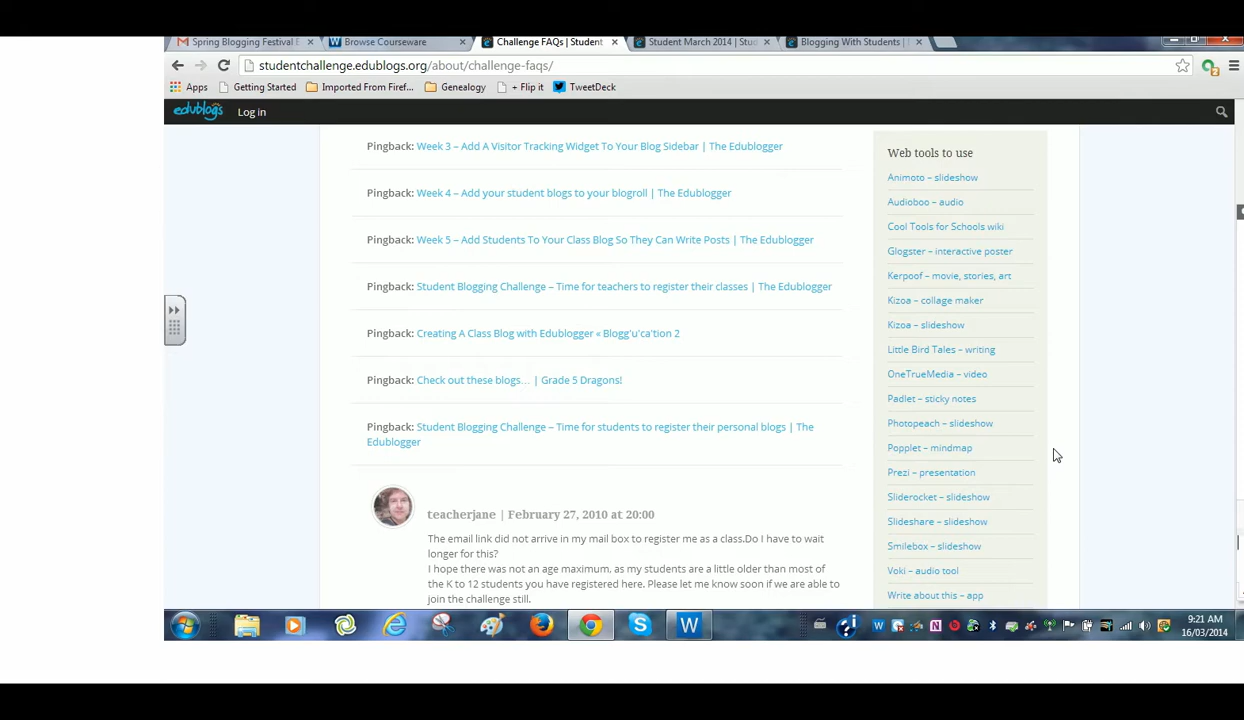 Spring Blogging Festival E
Browse Courseware
Challenge FAQs | Student
Student March 2014 | Stud
Blogging With Students |
studentchallenge.edublogs.org/about/challenge-faqs/
Apps
Getting Started
Imported From Firef...
Genealogy
+ Flip it
TweetDeck
edublogs
Log in
Pingback: Week 3 – Add A Visitor Tracking Widget To Your Blog Sidebar | The Edublogger
Pingback: Week 4 – Add your student blogs to your blogroll | The Edublogger
Pingback: Week 5 – Add Students To Your Class Blog So They Can Write Posts | The Edublogger
Pingback: Student Blogging Challenge – Time for teachers to register their classes | The Edublogger
Pingback: Creating A Class Blog with Edublogger « Blogg'u'ca'tion 2
Pingback: Check out these blogs… | Grade 5 Dragons!
Pingback: Student Blogging Challenge – Time for students to register their personal blogs | The
Edublogger
teacherjane | February 27, 2010 at 20:00
The email link did not arrive in my mail box to register me as a class,Do I have to wait
longer for this?
I hope there was not an age maximum, as my students are a little older than most of
the K to 12 students you have registered here. Please let me know soon if we are able to
join the challenge still.
Web tools to use
Animoto – slideshow
Audioboo – audio
Cool Tools for Schools wiki
Glogster – interactive poster
Kerpoof – movie, stories, art
Kizoa – collage maker
Kizoa – slideshow
Little Bird Tales – writing
OneTrueMedia – video
Padlet – sticky notes
Photopeach – slideshow
Popplet – mindmap
Prezi – presentation
Sliderocket – slideshow
Slideshare – slideshow
Smilebox – slideshow
Voki – audio tool
Write about this – app
9:21 AM
16/03/2014